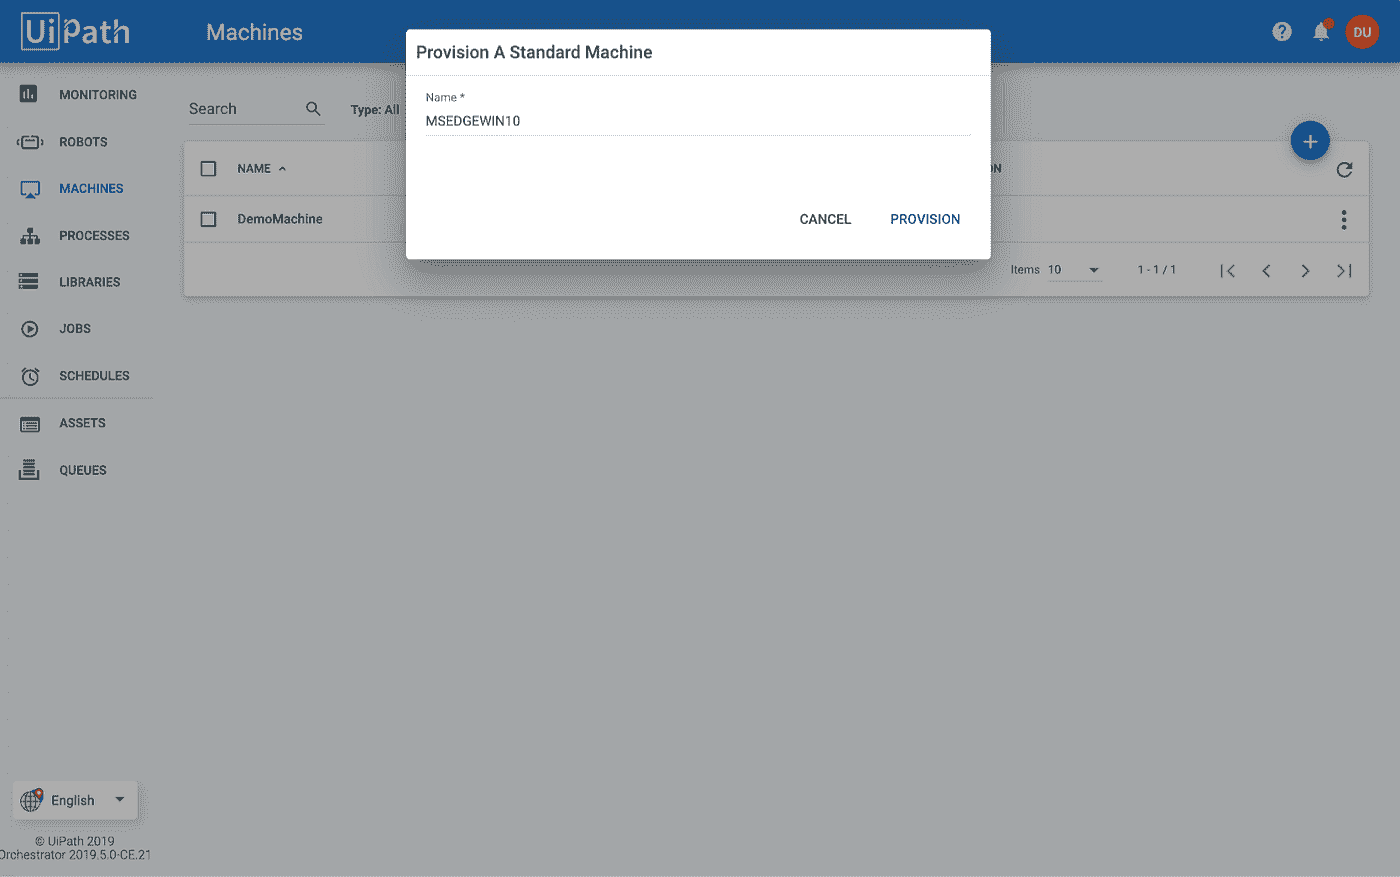 UiPath
Machines
DU
Provision A Standard Machine
Name *
MSEDGEWIN10
CANCEL
PROVISION
MONITORING
ROBOTS
MACHINES
PROCESSES
LIBRARIES
JOBS
SCHEDULES
ASSETS
QUEUES
Search
Type: All
NAME
ON
DemoMachine
Items 10
1 - 1 / 1
English
© UiPath 2019
Orchestrator 2019.5.0-CE.21